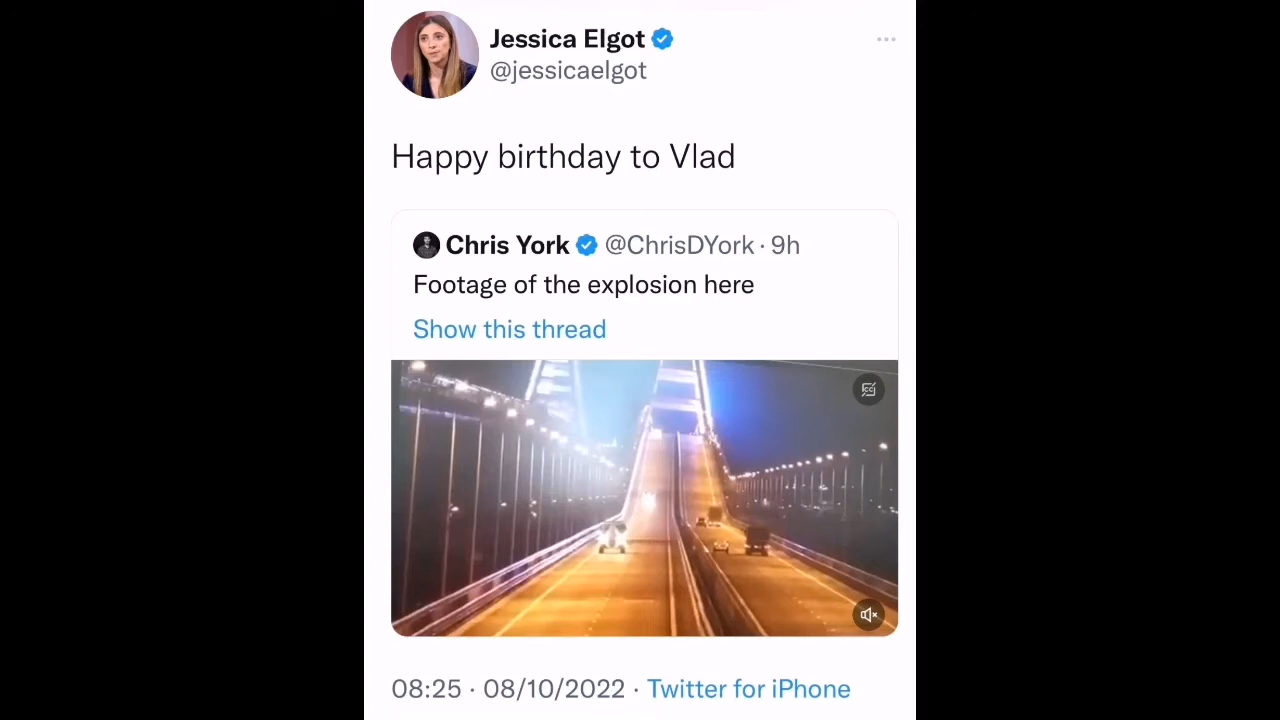 Jessica Elgot
@jessicaelgot
Happy birthday to Vlad
Chris York @ChrisDYork · 9h
Footage of the explosion here
Show this thread
08:25 · 08/10/2022 · Twitter for iPhone